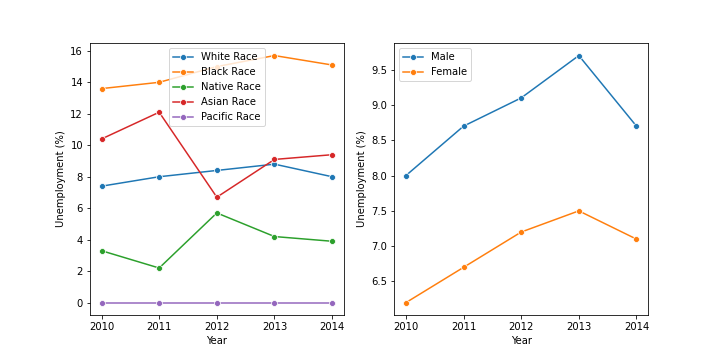 White Race
Black Race
Native Race
Asian Race
Pacific Race
16
14
12
10
8
6
4
2
0
Unemployment (%)
2010 2011 2012 2013 2014
Year
Male
Female
9.5
9.0
8.5
8.0
7.5
7.0
6.5
Unemployment (%)
2010 2011 2012 2013 2014
Year